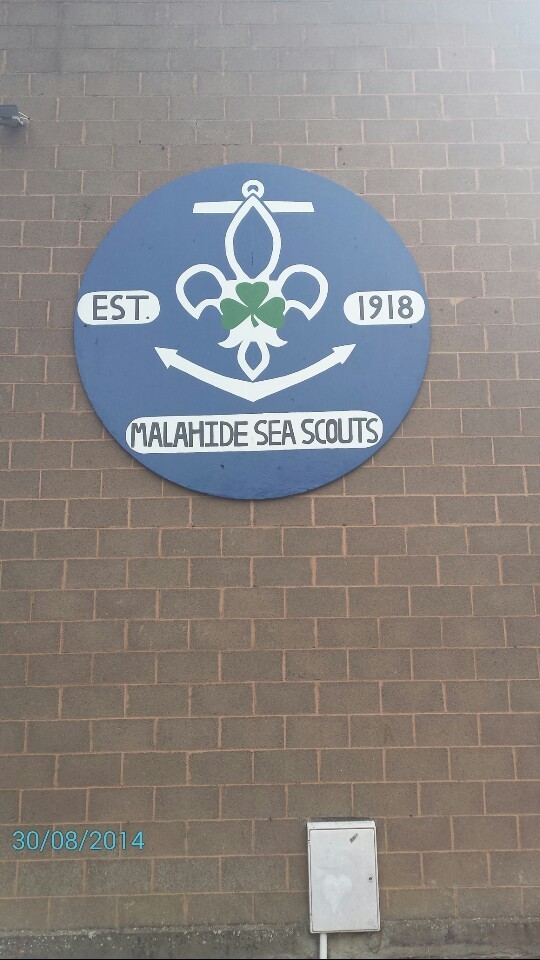 EST.
1918
MALAHIDE SEA SCOUTS
30/08/2014